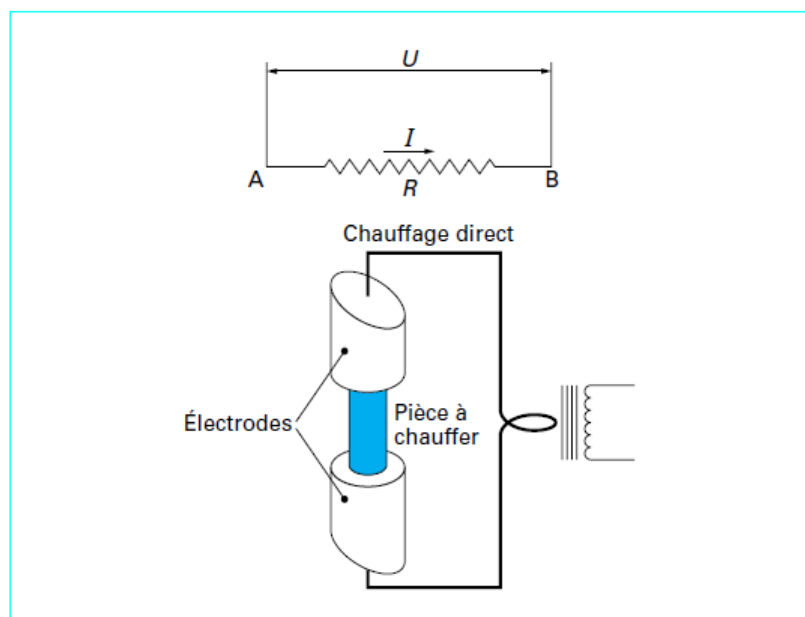 U
I
A
R
B
Chauffage direct
Électrodes
Pièce à
chauffer